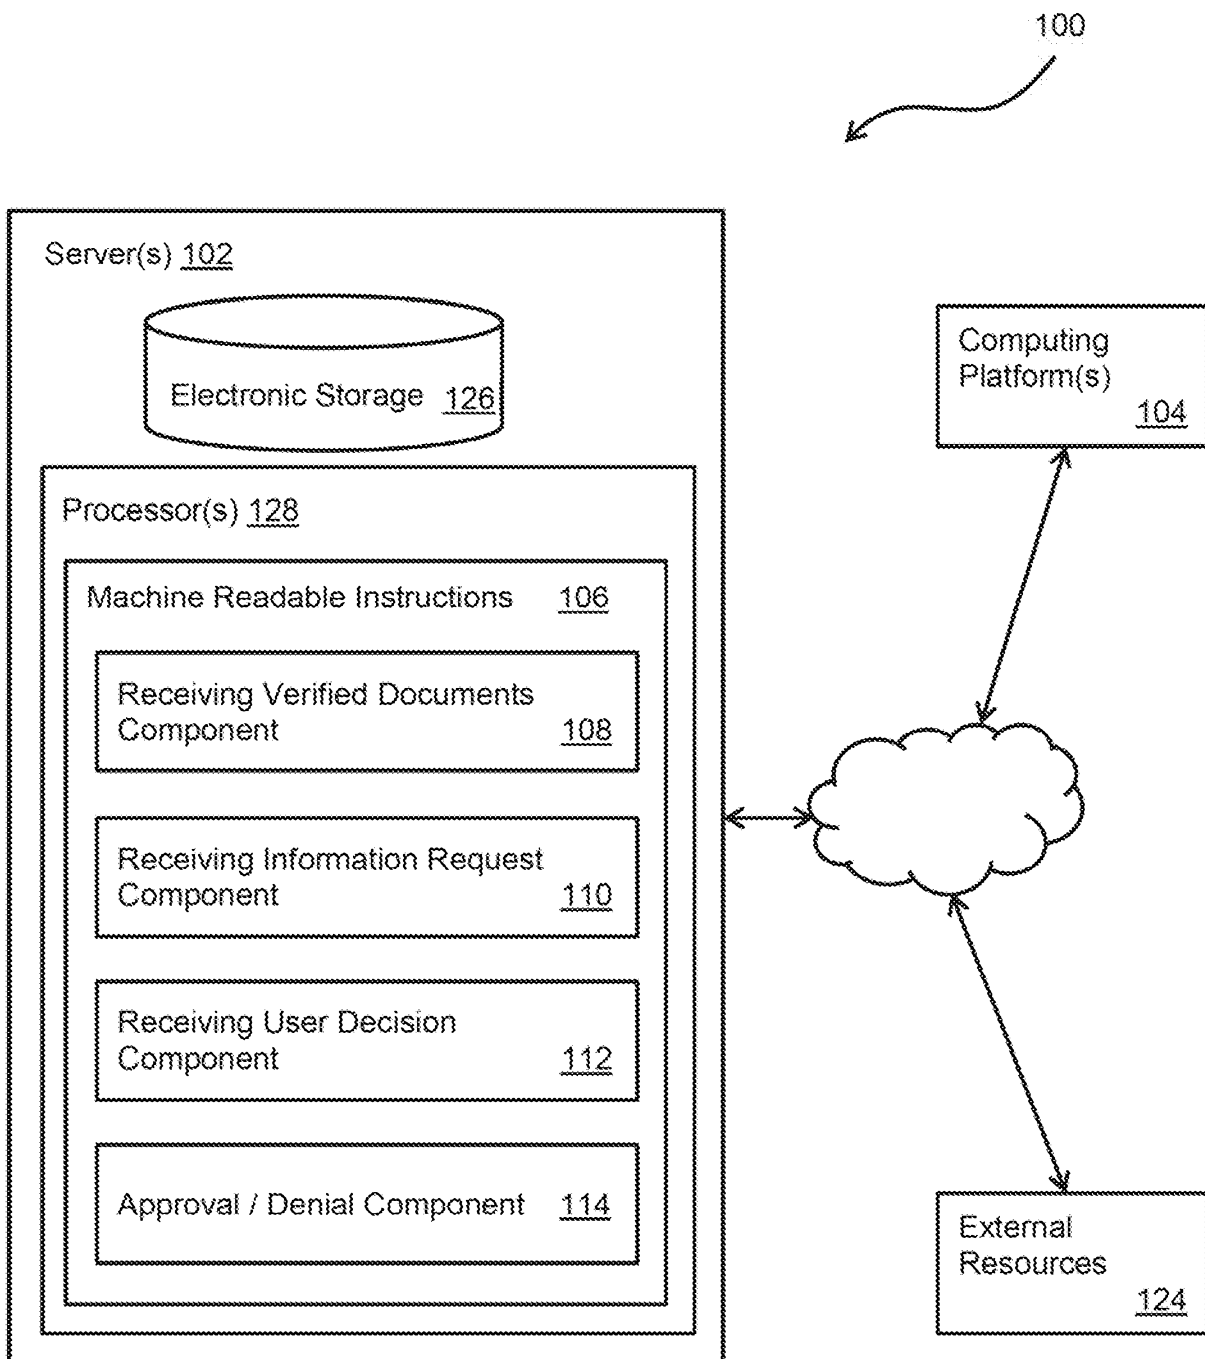 100
Server(s) 102
Electronic Storage 126
Processor(s) 128
Machine Readable Instructions 106
Receiving Verified Documents
Component 108
Receiving Information Request
Component 110
Receiving User Decision
Component 112
Approval / Denial Component 114
Computing
Platform(s)
104
External
Resources
124